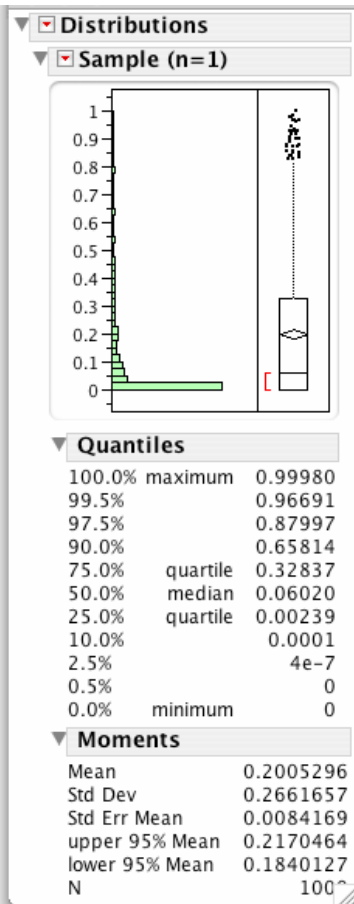 Distributions
Sample (n=1)
1
0.9
0.8
0.7
0.6
0.5
0.4
0.3
0.2
0.1
0
Quantiles
100.0% maximum 0.99980
99.5% 0.96691
97.5% 0.87997
90.0% 0.65814
75.0% quartile 0.32837
50.0% median 0.06020
25.0% quartile 0.00239
10.0% 0.0001
2.5% 4e-7
0.5% 0
0.0% minimum 0
Moments
Mean 0.2005296
Std Dev 0.2661657
Std Err Mean 0.0084169
upper 95% Mean 0.2170464
lower 95% Mean 0.1840127
N